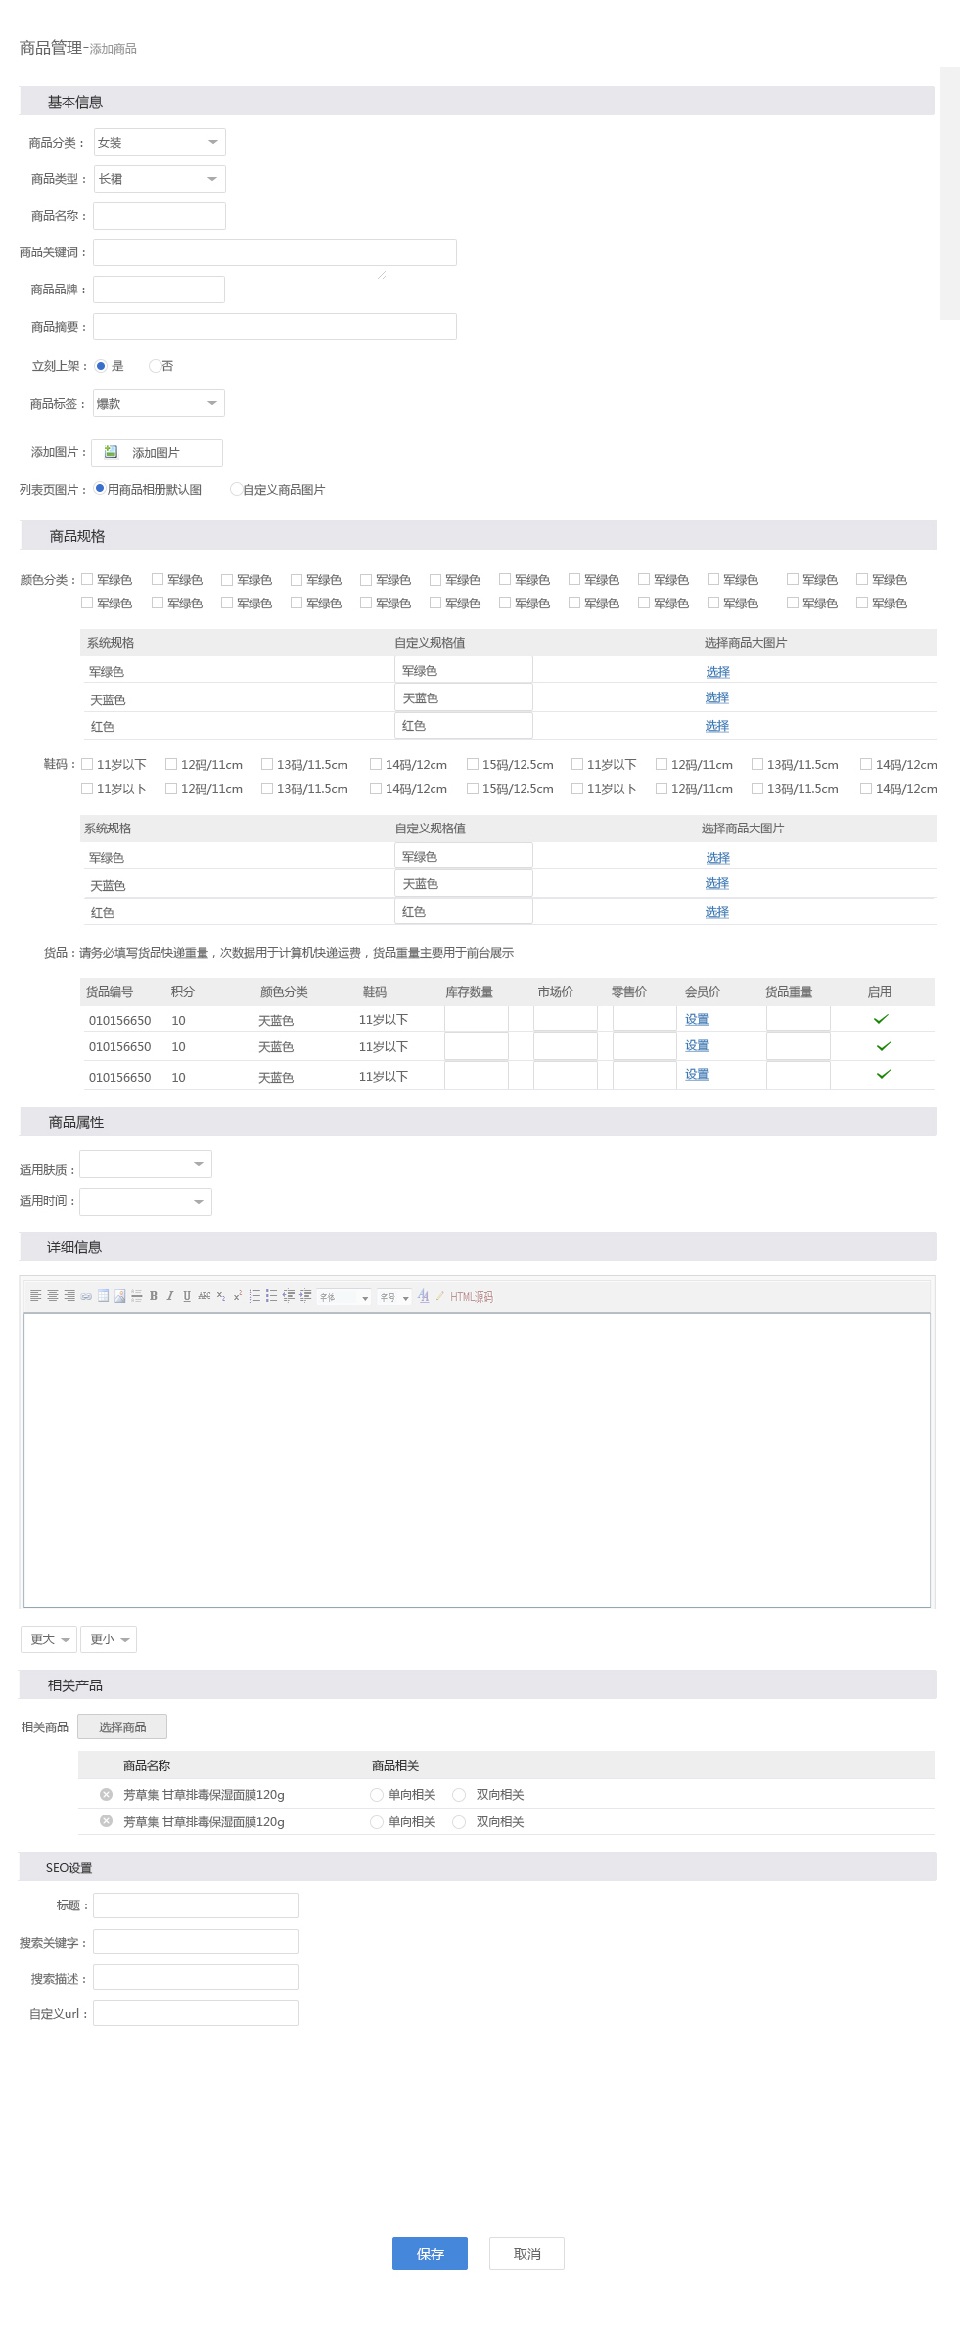 商品管理-添加商品
基本信息
商品分类： 女装
商品类型： 长裙
商品名称：
商品关键词：
商品品牌：
商品摘要：
立刻上架： 是 否
商品标签： 爆款
添加图片： 添加图片
列表页图片： 用商品相册默认图 自定义商品图片
商品规格
颜色分类： 军绿色 军绿色 军绿色 军绿色 军绿色 军绿色 军绿色 军绿色 军绿色 军绿色 军绿色 军绿色
军绿色 军绿色 军绿色 军绿色 军绿色 军绿色 军绿色 军绿色 军绿色 军绿色 军绿色 军绿色
系统规格 自定义规格值 选择商品大图片
军绿色 军绿色 选择
天蓝色 天蓝色 选择
红色 红色 选择
鞋码： 11岁以下 12码/11cm 13码/11.5cm 14码/12cm 15码/12.5cm 11岁以下 12码/11cm 13码/11.5cm 14码/12cm
11岁以下 12码/11cm 13码/11.5cm 14码/12cm 15码/12.5cm 11岁以下 12码/11cm 13码/11.5cm 14码/12cm
系统规格 自定义规格值 选择商品大图片
军绿色 军绿色 选择
天蓝色 天蓝色 选择
红色 红色 选择
货品：请务必填写货品快递重量，次数据用于计算机快递运费，货品重量主要用于前台展示
货品编号 积分 颜色分类 鞋码 库存数量 市场价 零售价 会员价 货品重量 启用
010156650 10 天蓝色 11岁以下 设置
010156650 10 天蓝色 11岁以下 设置
010156650 10 天蓝色 11岁以下 设置
商品属性
适用肤质：
适用时间：
详细信息
B I U ABC X₂ X² 字体 字号 HTML源码
更大 更小
相关产品
相关商品 选择商品
商品名称 商品相关
芳草集 甘草排毒保湿面膜120g 单向相关 双向相关
芳草集 甘草排毒保湿面膜120g 单向相关 双向相关
SEO设置
标题：
搜索关键字：
搜索描述：
自定义url：
保存 取消